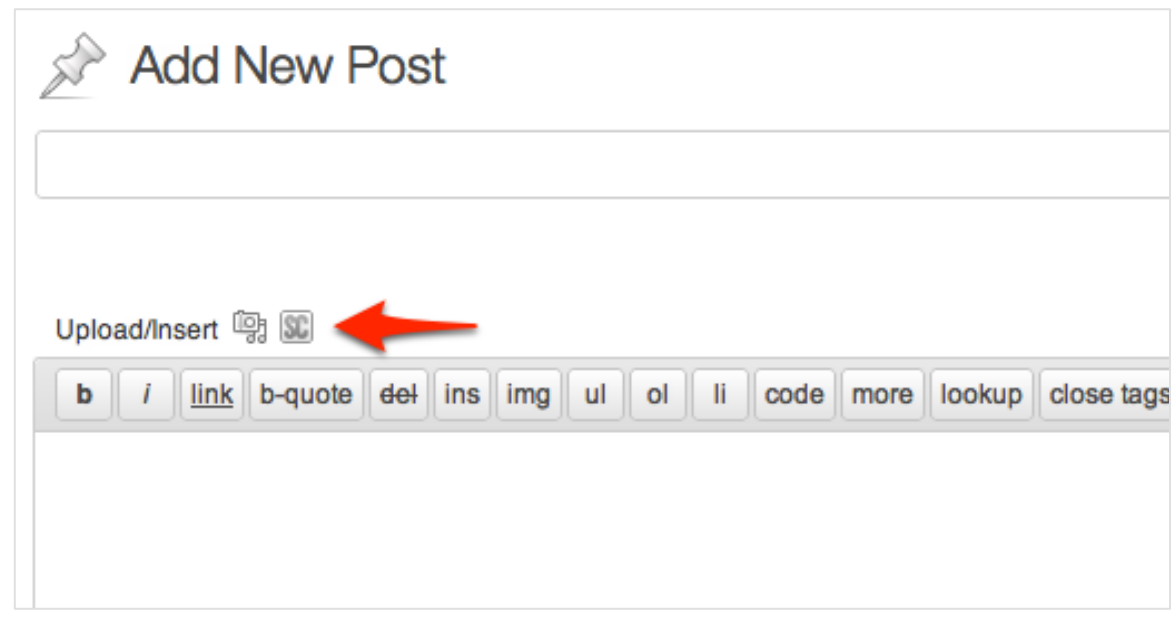 Add New Post
Upload/Insert SC
b i link b-quote del ins img ul ol li code more lookup close tags